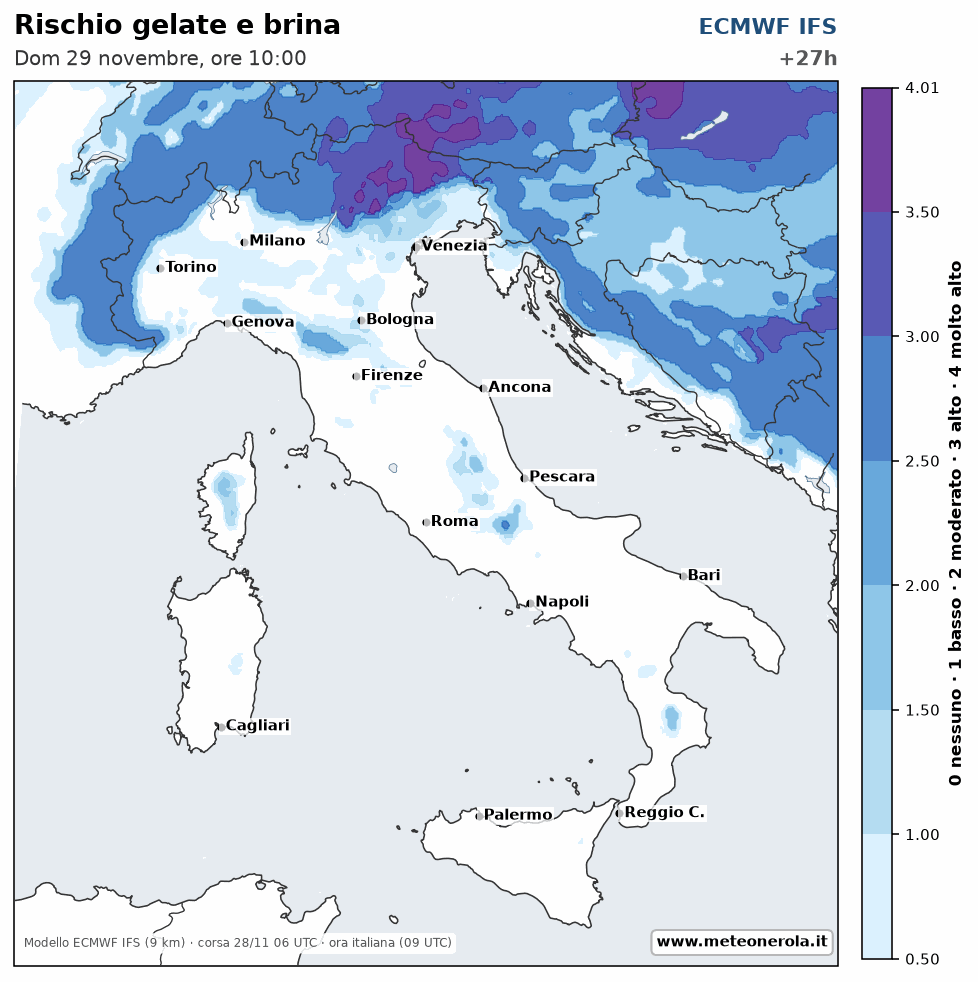 Rischio gelate e brina
ECMWF IFS
Dom 29 novembre, ore 10:00
+27h
4.01
3.50
3.00
2.50
2.00
1.50
1.00
0.50
0 nessuno · 1 basso · 2 moderato · 3 alto · 4 molto alto
Milano
Venezia
Torino
Genova
Bologna
Firenze
Ancona
Pescara
Roma
Bari
Napoli
Cagliari
Palermo
Reggio C.
Modello ECMWF IFS (9 km) · corsa 28/11 06 UTC · ora italiana (09 UTC)
www.meteonerola.it